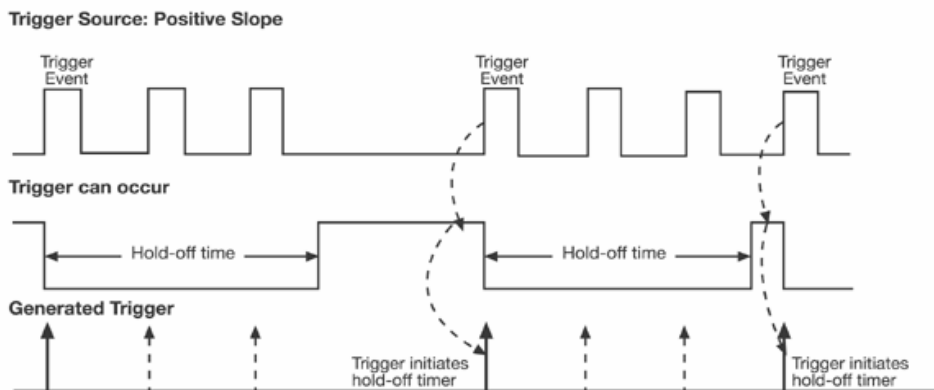 Trigger Source: Positive Slope
Trigger
Event
Trigger
Event
Trigger
Event
Trigger can occur
Hold-off time
Hold-off time
Generated Trigger
Trigger initiates
hold-off timer
Trigger initiates
hold-off timer